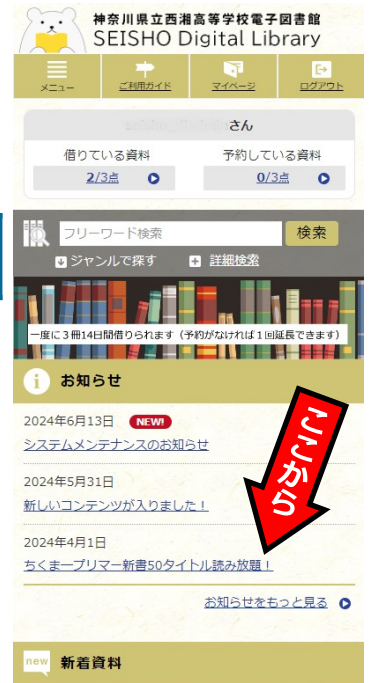 神奈川県立西湘高等学校電子図書館
SEISHO Digital Library
メニュー ご利用ガイド マイページ ログアウト
さん
借りている資料 予約している資料
2/3点 0/3点
フリーワード検索 検索
ジャンルで探す 詳細検索
一度に3冊14日間借りられます（予約がなければ1回延長できます）
お知らせ
2024年6月13日 NEW!
システムメンテナンスのお知らせ
2024年5月31日
新しいコンテンツが入りました！
2024年4月1日
ちくまープリマー新書50タイトル読み放題！
ここから
お知らせをもっと見る
new 新着資料